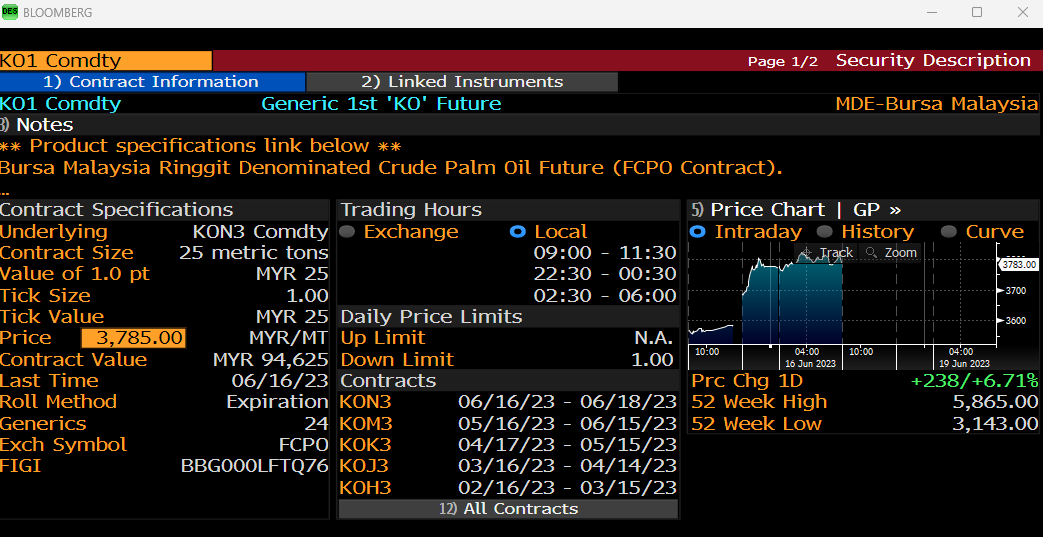 DES BLOOMBERG
KO1 Comdty
Page 1/2 Security Description
1) Contract Information 2) Linked Instruments
KO1 Comdty Generic 1st 'KO' Future MDE-Bursa Malaysia
3) Notes
** Product specifications link below **
Bursa Malaysia Ringgit Denominated Crude Palm Oil Future (FCPO Contract).
…
Contract Specifications
Underlying KON3 Comdty
Contract Size 25 metric tons
Value of 1.0 pt MYR 25
Tick Size 1.00
Tick Value MYR 25
Price 3,785.00 MYR/MT
Contract Value MYR 94,625
Last Time 06/16/23
Roll Method Expiration
Generics 24
Exch Symbol FCPO
FIGI BBG000LFTQ76
Trading Hours
Exchange Local
09:00 - 11:30
22:30 - 00:30
02:30 - 06:00
Daily Price Limits
Up Limit N.A.
Down Limit 1.00
Contracts
KON3 06/16/23 - 06/18/23
KOM3 05/16/23 - 06/15/23
KOK3 04/17/23 - 05/15/23
KOJ3 03/16/23 - 04/14/23
KOH3 02/16/23 - 03/15/23
12) All Contracts
5) Price Chart | GP »
Intraday History Curve
Track Zoom
3783.00
3700
3600
10:00 04:00 10:00 04:00
16 Jun 2023 19 Jun 2023
Prc Chg 1D +238/+6.71%
52 Week High 5,865.00
52 Week Low 3,143.00